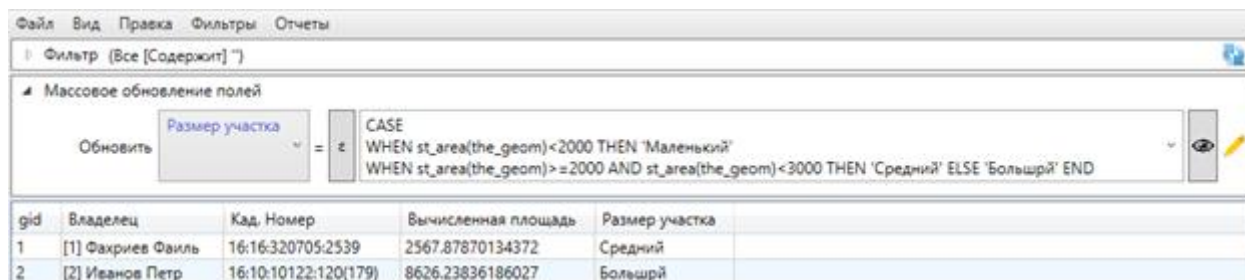 Файл Вид Правка Фильтры Отчеты
Фильтр (Все [Содержит] '')
Массовое обновление полей
Обновить Размер участка = ε CASE
WHEN st_area(the_geom)<2000 THEN 'Маленький'
WHEN st_area(the_geom)>=2000 AND st_area(the_geom)<3000 THEN 'Средний' ELSE 'Большрй' END
gid Владелец Кад. Номер Вычисленная площадь Размер участка
1 [1] Фахриев Фаиль 16:16:320705:2539 2567.87870134372 Средний
2 [2] Иванов Петр 16:10:10122:120(179) 8626.23836186027 Большрй